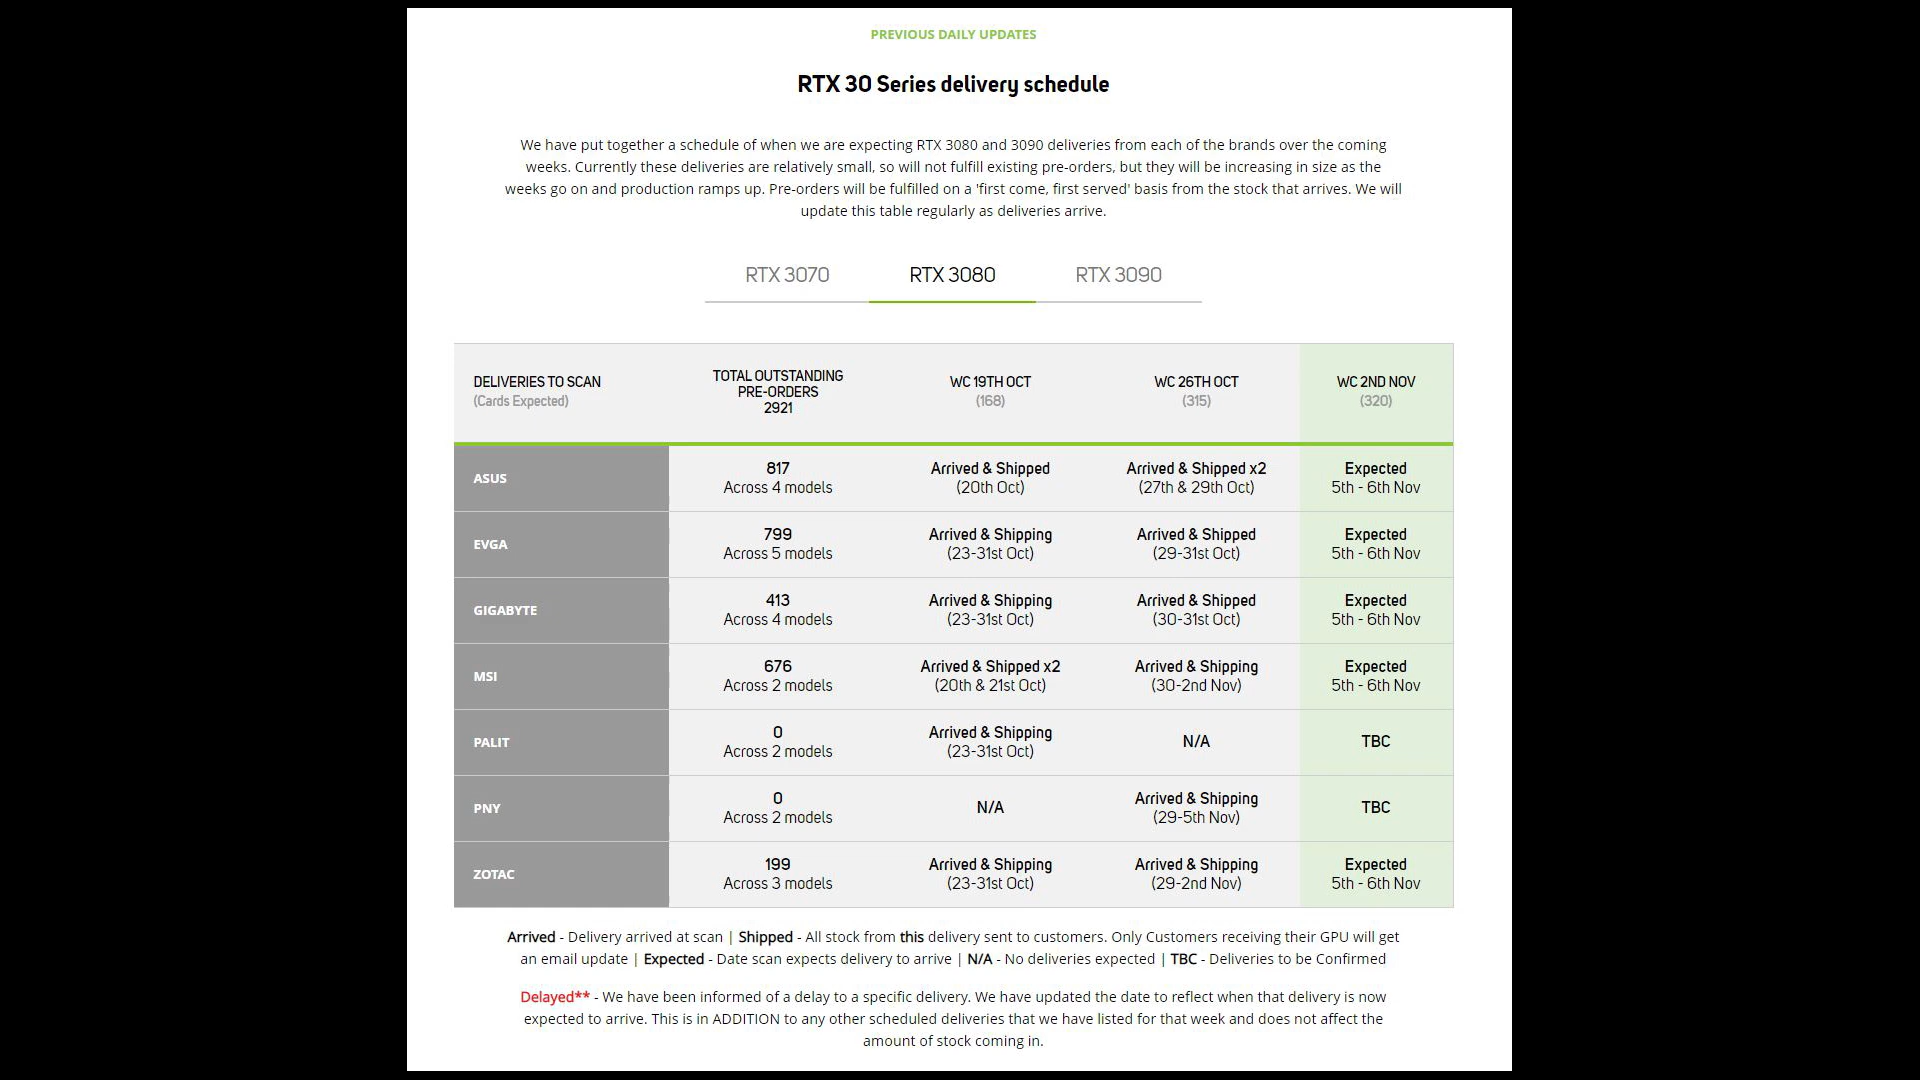 PREVIOUS DAILY UPDATES
RTX 30 Series delivery schedule
We have put together a schedule of when we are expecting RTX 3080 and 3090 deliveries from each of the brands over the coming
weeks. Currently these deliveries are relatively small, so will not fulfill existing pre-orders, but they will be increasing in size as the
weeks go on and production ramps up. Pre-orders will be fulfilled on a 'first come, first served' basis from the stock that arrives. We will
update this table regularly as deliveries arrive.
RTX 3070 RTX 3080 RTX 3090
DELIVERIES TO SCAN
(Cards Expected)
TOTAL OUTSTANDING
PRE-ORDERS
2921
WC 19TH OCT
(168)
WC 26TH OCT
(315)
WC 2ND NOV
(320)
ASUS
817
Across 4 models
Arrived & Shipped
(20th Oct)
Arrived & Shipped x2
(27th & 29th Oct)
Expected
5th - 6th Nov
EVGA
799
Across 5 models
Arrived & Shipping
(23-31st Oct)
Arrived & Shipped
(29-31st Oct)
Expected
5th - 6th Nov
GIGABYTE
413
Across 4 models
Arrived & Shipping
(23-31st Oct)
Arrived & Shipped
(30-31st Oct)
Expected
5th - 6th Nov
MSI
676
Across 2 models
Arrived & Shipped x2
(20th & 21st Oct)
Arrived & Shipping
(30-2nd Nov)
Expected
5th - 6th Nov
PALIT
0
Across 2 models
Arrived & Shipping
(23-31st Oct)
N/A
TBC
PNY
0
Across 2 models
N/A
Arrived & Shipping
(29-5th Nov)
TBC
ZOTAC
199
Across 3 models
Arrived & Shipping
(23-31st Oct)
Arrived & Shipping
(29-2nd Nov)
Expected
5th - 6th Nov
Arrived - Delivery arrived at scan | Shipped - All stock from this delivery sent to customers. Only Customers receiving their GPU will get
an email update | Expected - Date scan expects delivery to arrive | N/A - No deliveries expected | TBC - Deliveries to be Confirmed
Delayed** - We have been informed of a delay to a specific delivery. We have updated the date to reflect when that delivery is now
expected to arrive. This is in ADDITION to any other scheduled deliveries that we have listed for that week and does not affect the
amount of stock coming in.